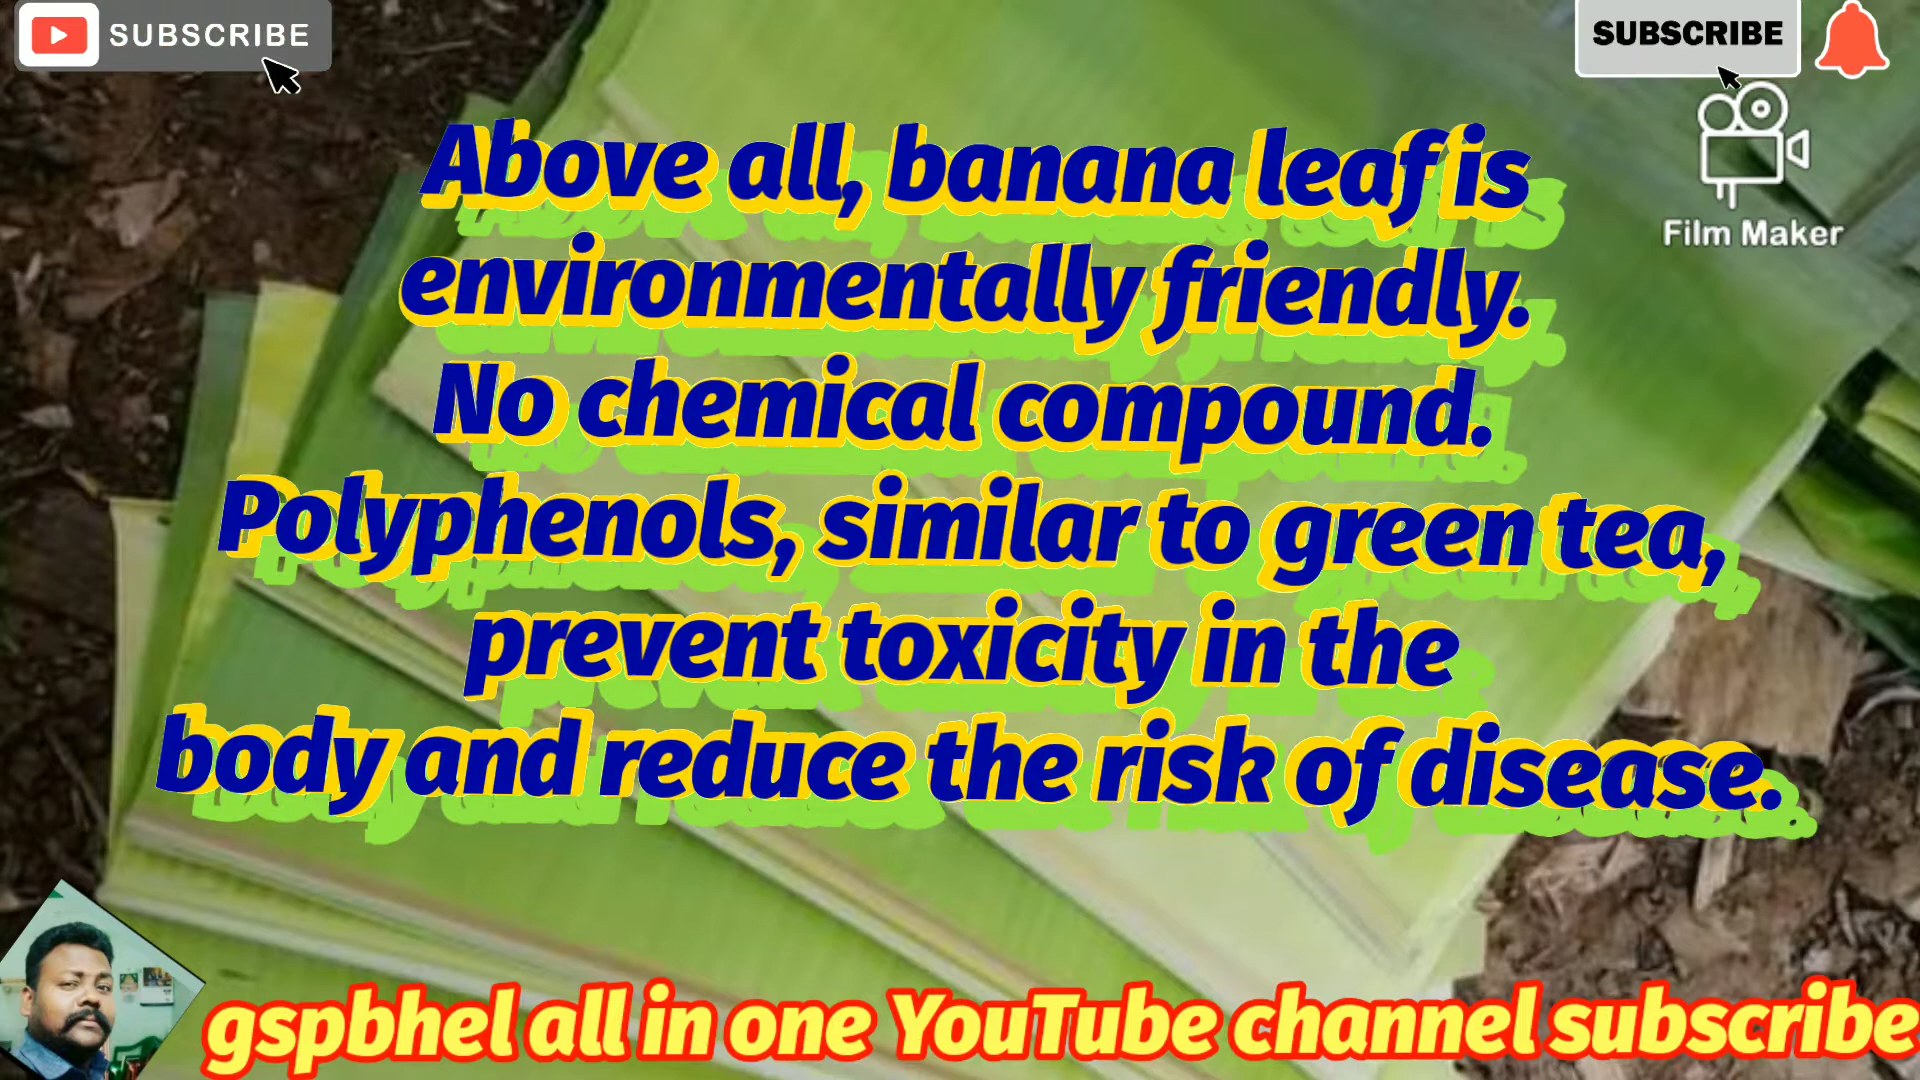 SUBSCRIBE
SUBSCRIBE
Film Maker
Above all, banana leaf is
environmentally friendly.
No chemical compound.
Polyphenols, similar to green tea,
prevent toxicity in the
body and reduce the risk of disease.
gspbhel all in one YouTube channel subscribe